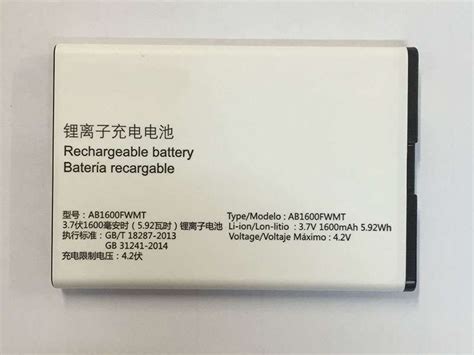 锂离子充电电池
Rechargeable battery
Bateria recargable
型号: AB1600FWMT
3.7伏1600毫安时（5.92瓦时）锂离子电池
执行标准: GB/T 18287-2013
GB 31241-2014
充电限制电压: 4.2伏
Type/Modelo : AB1600FWMT
Li-ion/Lon-litio : 3.7V 1600mAh 5.92Wh
Voltage/Voltaje Máximo : 4.2V